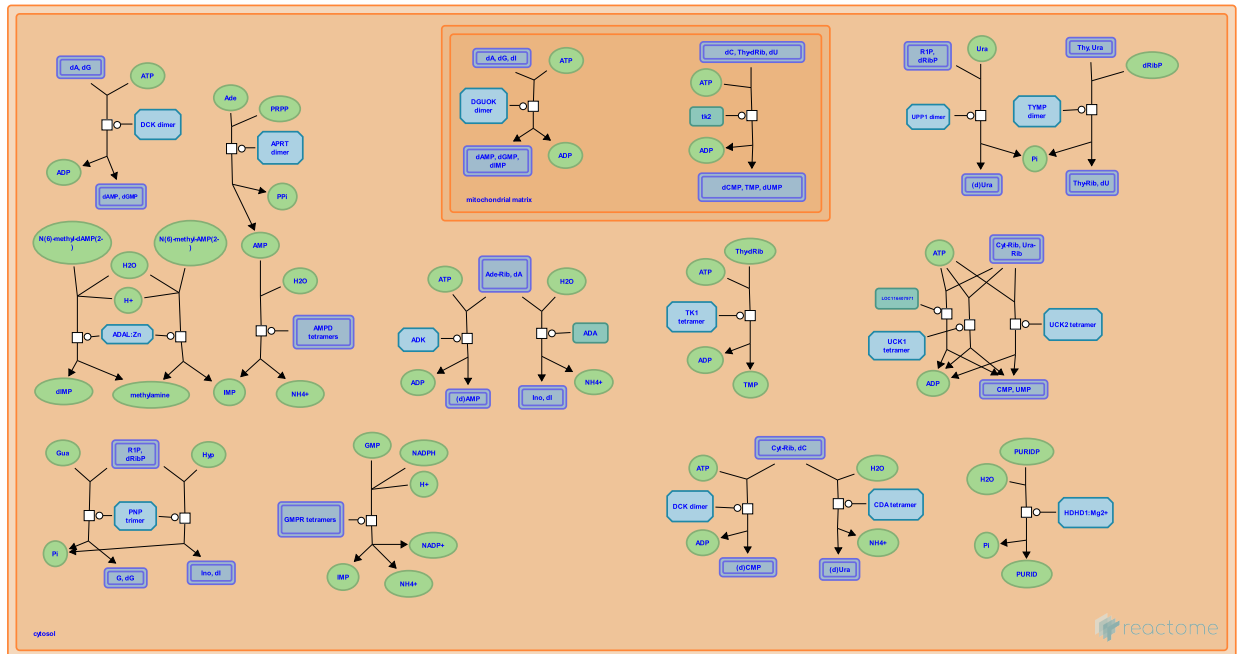 dA, dG
ATP
DCK dimer
ADP
dAMP, dGMP
Ade
PRPP
APRT
dimer
PPi
dA, dG, dI
ATP
DGUOK
dimer
dAMP, dGMP,
dIMP
ADP
dC, ThydRib, dU
ATP
tk2
ADP
dCMP, TMP, dUMP
mitochondrial matrix
R1P,
dRibP
Ura
UPP1 dimer
(d)Ura
Thy, Ura
dRibP
TYMP
dimer
Pi
Thy-Rib, dU
N(6)-methyl-dAMP(2-
)
N(6)-methyl-AMP(2-
)
H2O
H+
ADAL:Zn
dIMP
methylamine
AMP
H2O
AMPD
tetramers
IMP
NH4+
ATP
Ade-Rib, dA
H2O
ADK
ADA
ADP
(d)AMP
Ino, dI
NH4+
ThydRib
ATP
TK1
tetramer
ADP
TMP
ATP
Cyt-Rib, Ura-
Rib
UCK1
tetramer
UCK2 tetramer
ADP
CMP, UMP
Gua
R1P,
dRibP
Hyp
PNP
trimer
Pi
G, dG
Ino, dI
GMP
NADPH
H+
GMPR tetramers
NADP+
IMP
NH4+
Cyt-Rib, dC
ATP
H2O
DCK dimer
CDA tetramer
ADP
NH4+
(d)CMP
(d)Ura
PURIDP
H2O
HDHD1:Mg2+
Pi
PURID
cytosol
reactome